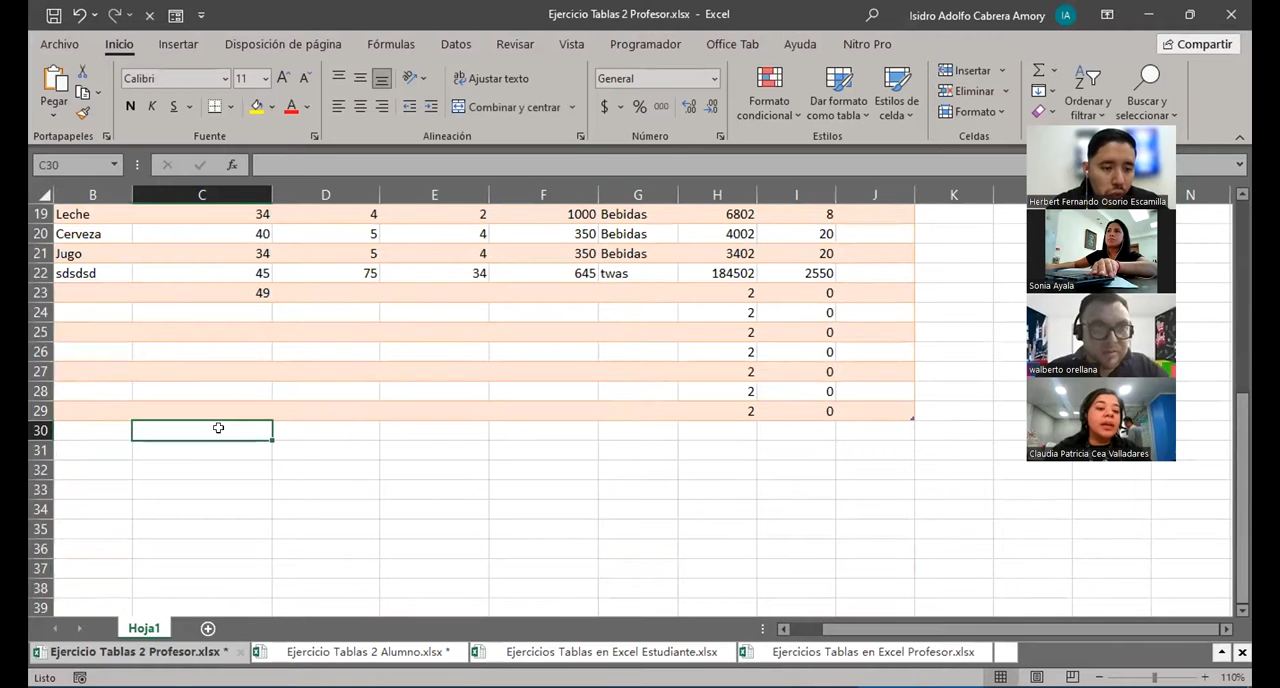 Ejercicio Tablas 2 Profesor.xlsx - Excel
Isidro Adolfo Cabrera Amory IA
Archivo Inicio Insertar Disposición de página Fórmulas Datos Revisar Vista Programador Office Tab Ayuda Nitro Pro Compartir
Pegar
Calibri 11
N K S
Ajustar texto
Combinar y centrar
General
$ % 000
Formato condicional
Dar formato como tabla
Estilos de celda
Insertar
Eliminar
Formato
Ordenar y filtrar
Buscar y seleccionar
Portapapeles Fuente Alineación Número Estilos Celdas
C30 fx
B C D E F G H I J K N
19 Leche 34 4 2 1000 Bebidas 6802 8
20 Cerveza 40 5 4 350 Bebidas 4002 20
21 Jugo 34 5 4 350 Bebidas 3402 20
22 sdsdsd 45 75 34 645 twas 184502 2550
23 49 2 0
24 2 0
25 2 0
26 2 0
27 2 0
28 2 0
29 2 0
30
31
32
33
34
35
36
37
38
39
Herbert Fernando Osorio Escamilla
Sonia Ayala
walberto orellana
Claudia Patricia Cea Valladares
Hoja1
Ejercicio Tablas 2 Profesor.xlsx * Ejercicio Tablas 2 Alumno.xlsx * Ejercicios Tablas en Excel Estudiante.xlsx Ejercicios Tablas en Excel Profesor.xlsx
Listo 110%